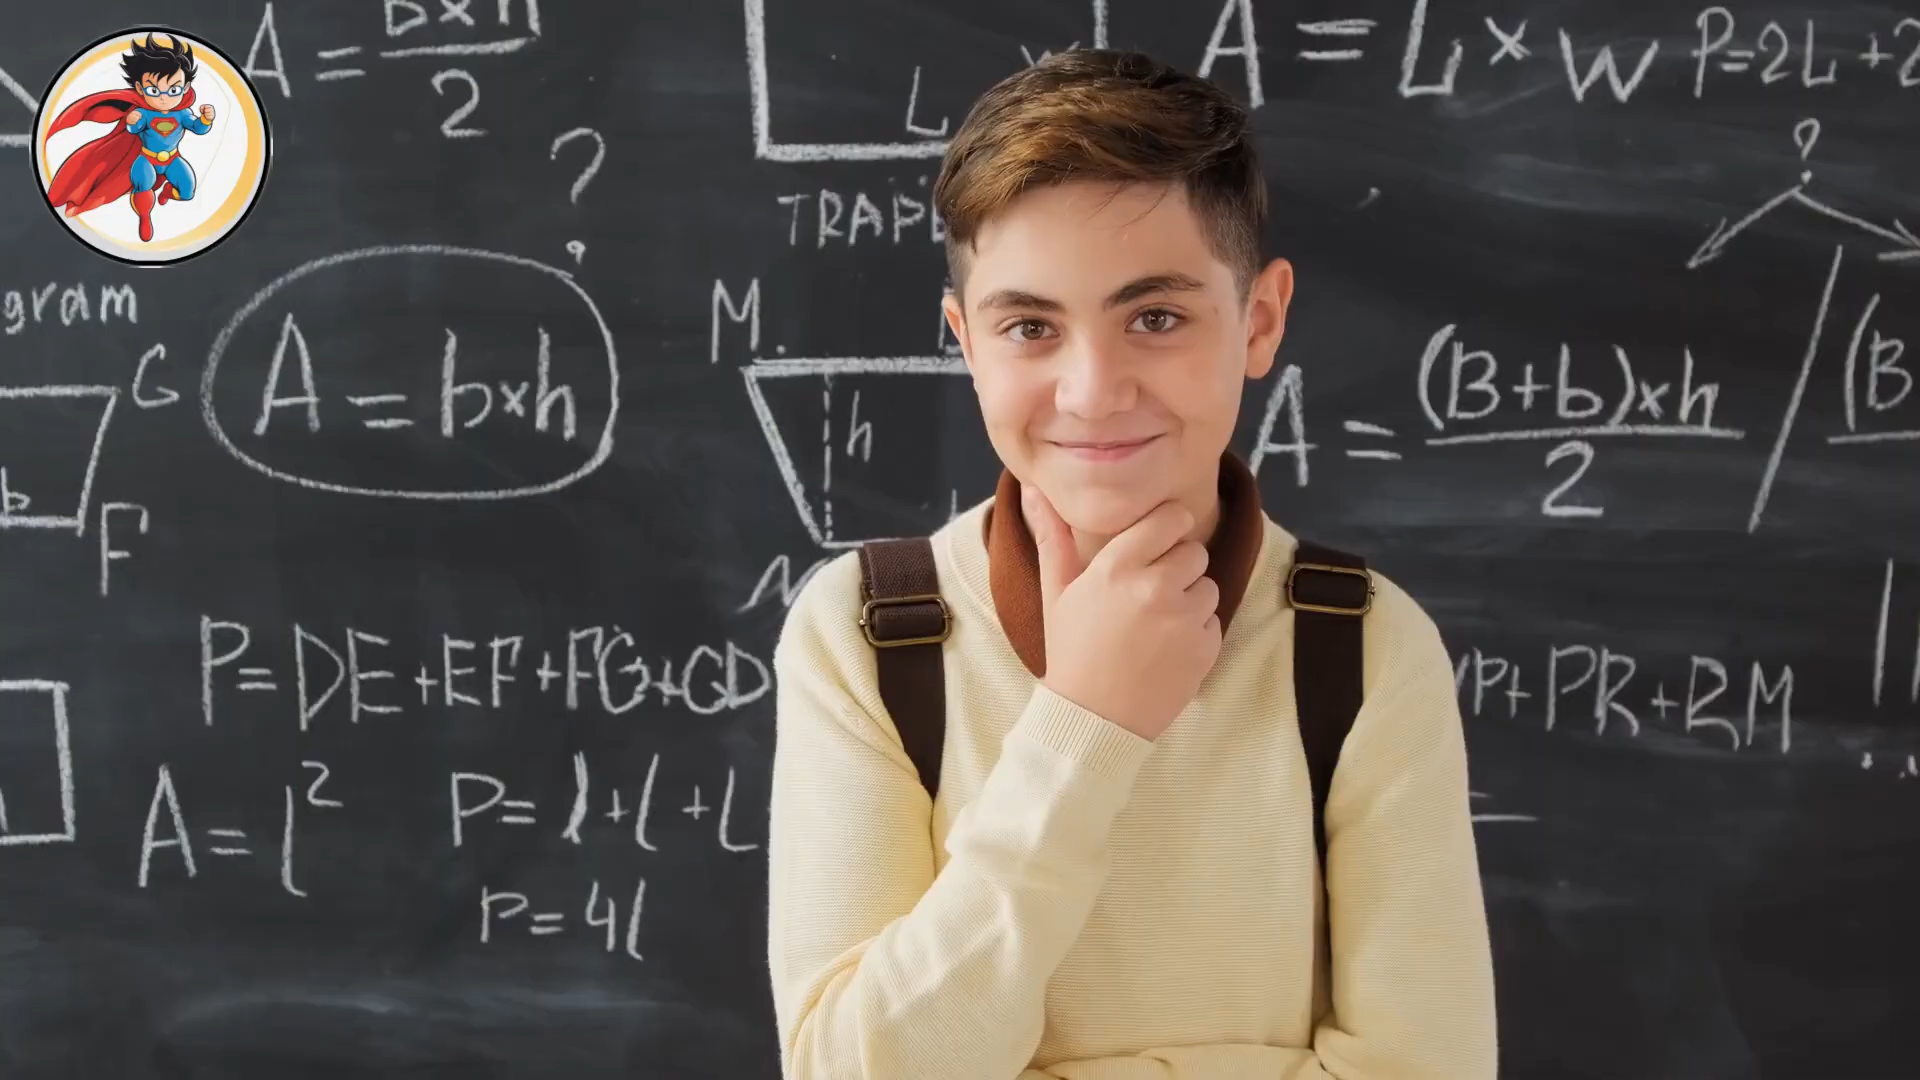 A = b×h
2
L
A = L × W
P=2L+2
?
?
TRAPE
gram
G
A = b×h
M
h
A = (B+b)×h
2
(B
b
F
P=DE+EF+FG+GD
P+PR+RM
A = l²
P= l+l+L
P=4l